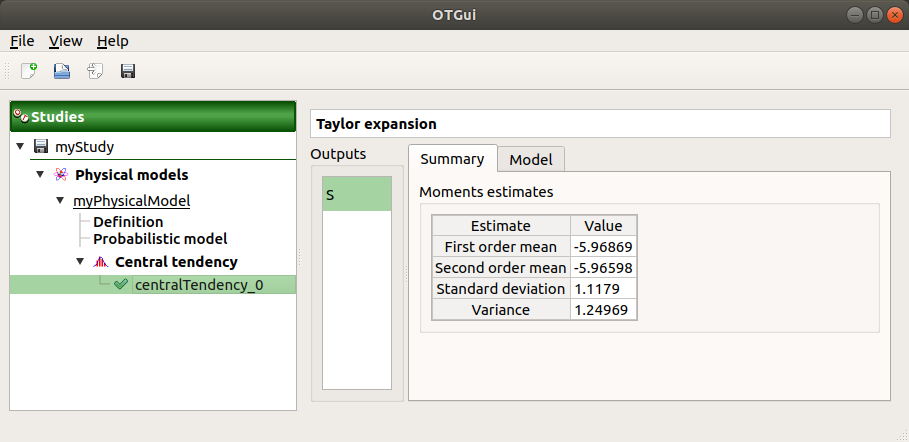 OTGui
File View Help
Studies
myStudy
Physical models
myPhysicalModel
Definition
Probabilistic model
Central tendency
centralTendency_0
Taylor expansion
Outputs
S
Summary Model
Moments estimates
Estimate Value
First order mean -5.96869
Second order mean -5.96598
Standard deviation 1.1179
Variance 1.24969